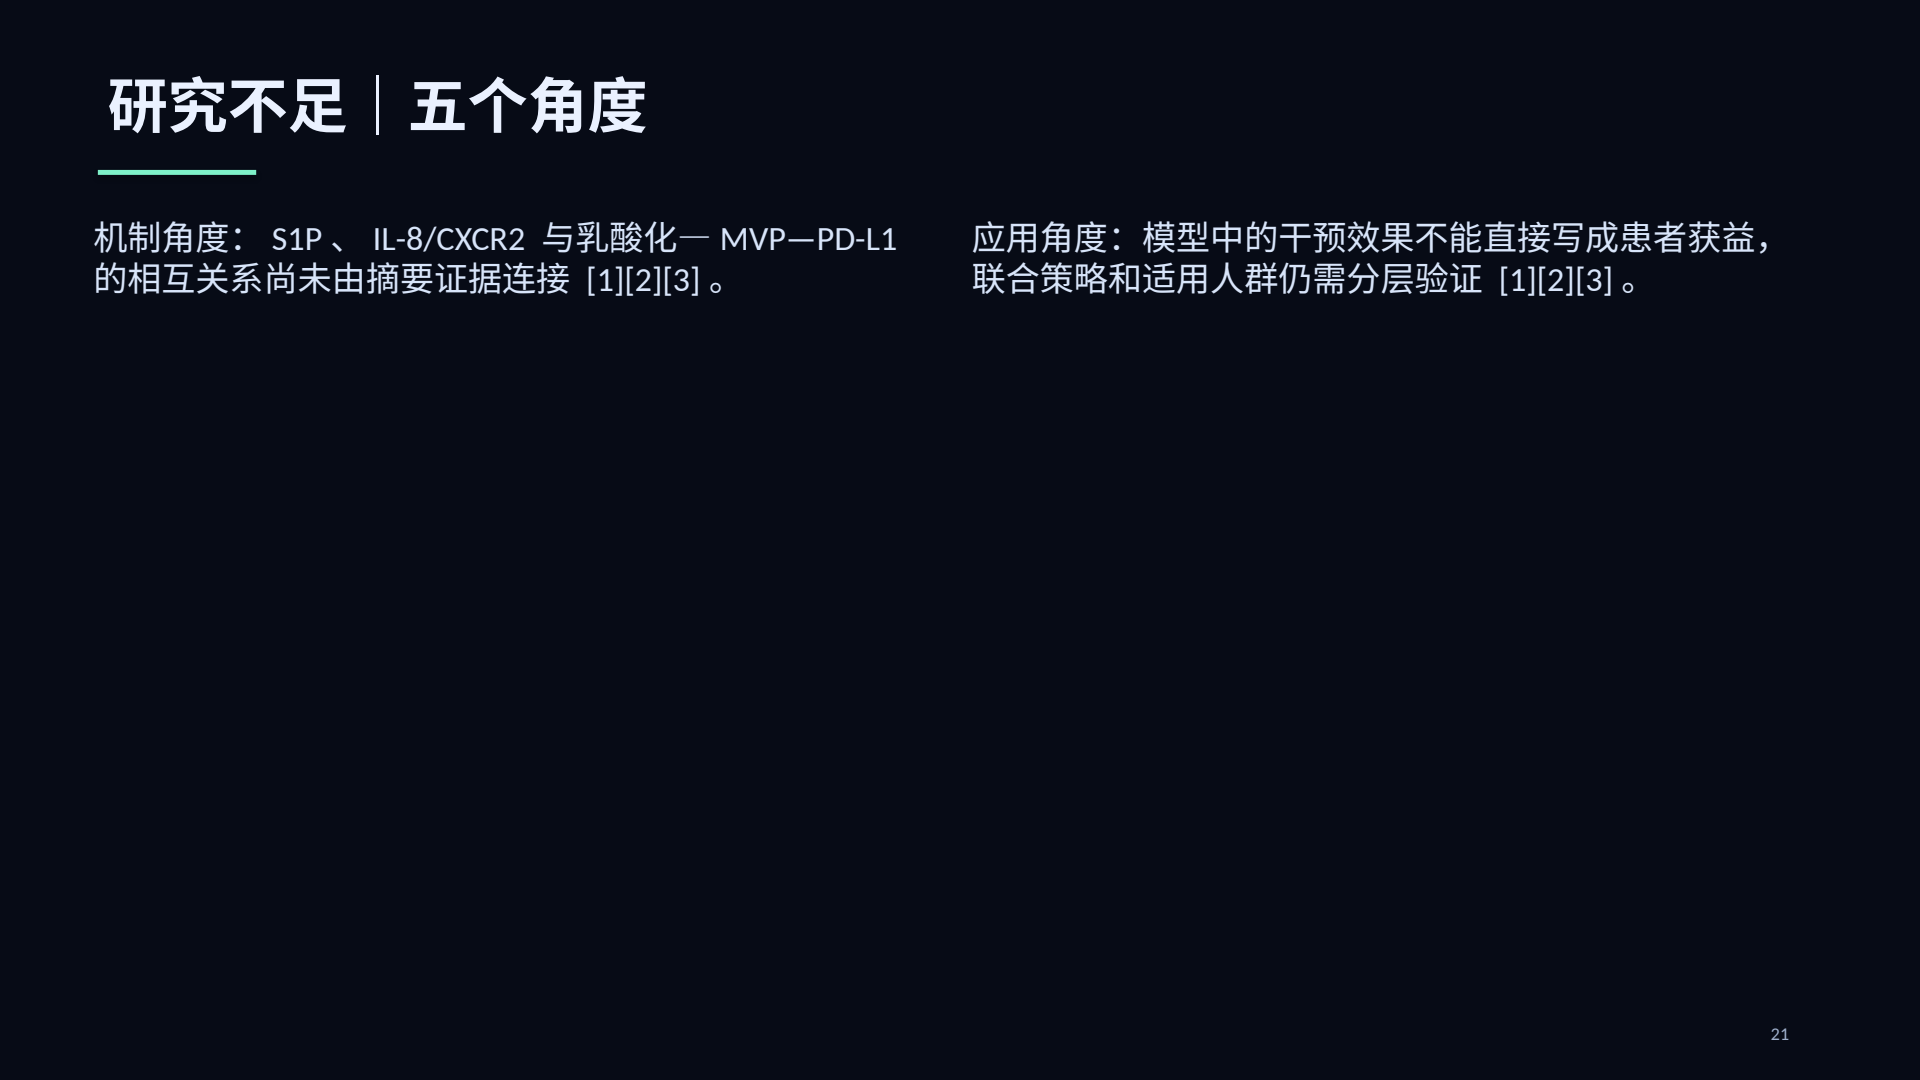 研究不足｜五个角度
机制角度：S1P、IL-8/CXCR2 与乳酸化—MVP—PD-L1
的相互关系尚未由摘要证据连接 [1][2][3]。
应用角度：模型中的干预效果不能直接写成患者获益，
联合策略和适用人群仍需分层验证 [1][2][3]。
21